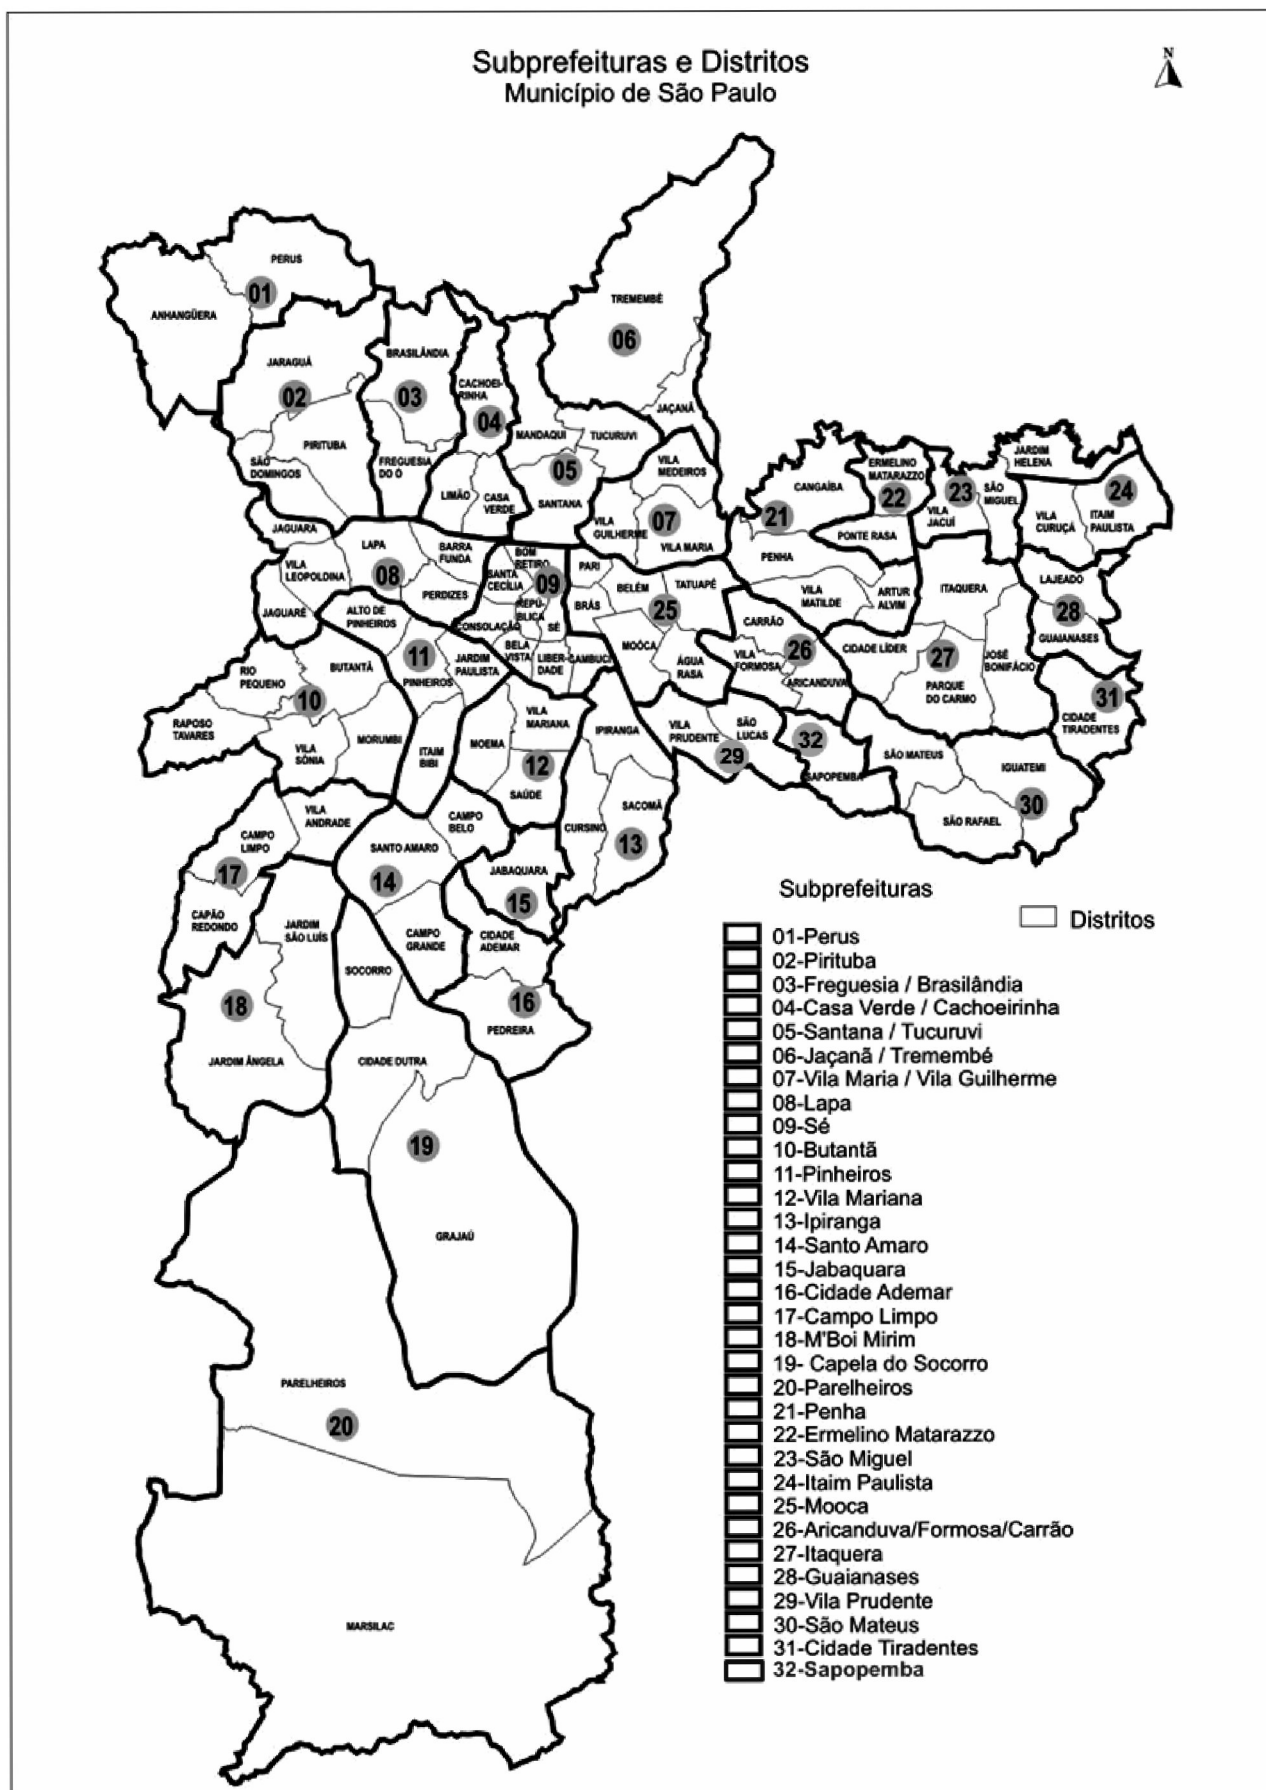 Subprefeituras e Distritos
Município de São Paulo
N
PERUS
01
ANHANGÜERA
TREMEMBÉ
06
JAÇANÃ
JARAGUÁ
02
PIRITUBA
SÃO
DOMINGOS
BRASILÂNDIA
03
FREGUESIA
DO Ó
CACHOEI-
RINHA
04
LIMÃO
CASA
VERDE
MANDAQUI
TUCURUVI
05
SANTANA
VILA
MEDEIROS
VILA
GUILHERME
07
VILA MARIA
CANGAÍBA
21
PENHA
VILA
MATILDE
ARTUR
ALVIM
ERMELINO
MATARAZZO
22
PONTE RASA
JARDIM
HELENA
23
SÃO
MIGUEL
VILA
JACUÍ
24
VILA
CURUÇÁ
ITAIM
PAULISTA
JAGUARA
LAPA
BARRA
FUNDA
VILA
LEOPOLDINA
08
PERDIZES
JAGUARÉ
BOM
RETIRO
SANTA
CECÍLIA
09
REPÚ-
BLICA
CONSOLAÇÃO
SÉ
BELA
VISTA
LIBER-
DADE
CAMBUCI
PARI
BELÉM
TATUAPÉ
BRÁS
25
MOÓCA
ÁGUA
RASA
CARRÃO
26
VILA
FORMOSA
ARICANDUVA
ITAQUERA
CIDADE LÍDER
27
JOSÉ
BONIFÁCIO
PARQUE
DO CARMO
LAJEADO
28
GUAIANASES
31
CIDADE
TIRADENTES
ALTO DE
PINHEIROS
11
PINHEIROS
JARDIM
PAULISTA
ITAIM
BIBI
RIO
PEQUENO
BUTANTÃ
10
RAPOSO
TAVARES
VILA
SÔNIA
MORUMBI
VILA
MARIANA
MOEMA
12
SAÚDE
IPIRANGA
SACOMÃ
CURSINO
13
VILA
PRUDENTE
SÃO
LUCAS
29
32
SAPOPEMBA
SÃO MATEUS
IGUATEMI
30
SÃO RAFAEL
VILA
ANDRADE
CAMPO
LIMPO
17
CAPÃO
REDONDO
CAMPO
BELO
SANTO AMARO
14
CAMPO
GRANDE
JABAQUARA
15
CIDADE
ADEMAR
16
PEDREIRA
JARDIM
SÃO LUÍS
18
JARDIM ÂNGELA
SOCORRO
CIDADE DUTRA
19
GRAJAÚ
PARELHEIROS
20
MARSILAC
Subprefeituras
Distritos
01-Perus
02-Pirituba
03-Freguesia / Brasilândia
04-Casa Verde / Cachoeirinha
05-Santana / Tucuruvi
06-Jaçanã / Tremembé
07-Vila Maria / Vila Guilherme
08-Lapa
09-Sé
10-Butantã
11-Pinheiros
12-Vila Mariana
13-Ipiranga
14-Santo Amaro
15-Jabaquara
16-Cidade Ademar
17-Campo Limpo
18-M'Boi Mirim
19- Capela do Socorro
20-Parelheiros
21-Penha
22-Ermelino Matarazzo
23-São Miguel
24-Itaim Paulista
25-Mooca
26-Aricanduva/Formosa/Carrão
27-Itaquera
28-Guaianases
29-Vila Prudente
30-São Mateus
31-Cidade Tiradentes
32-Sapopemba